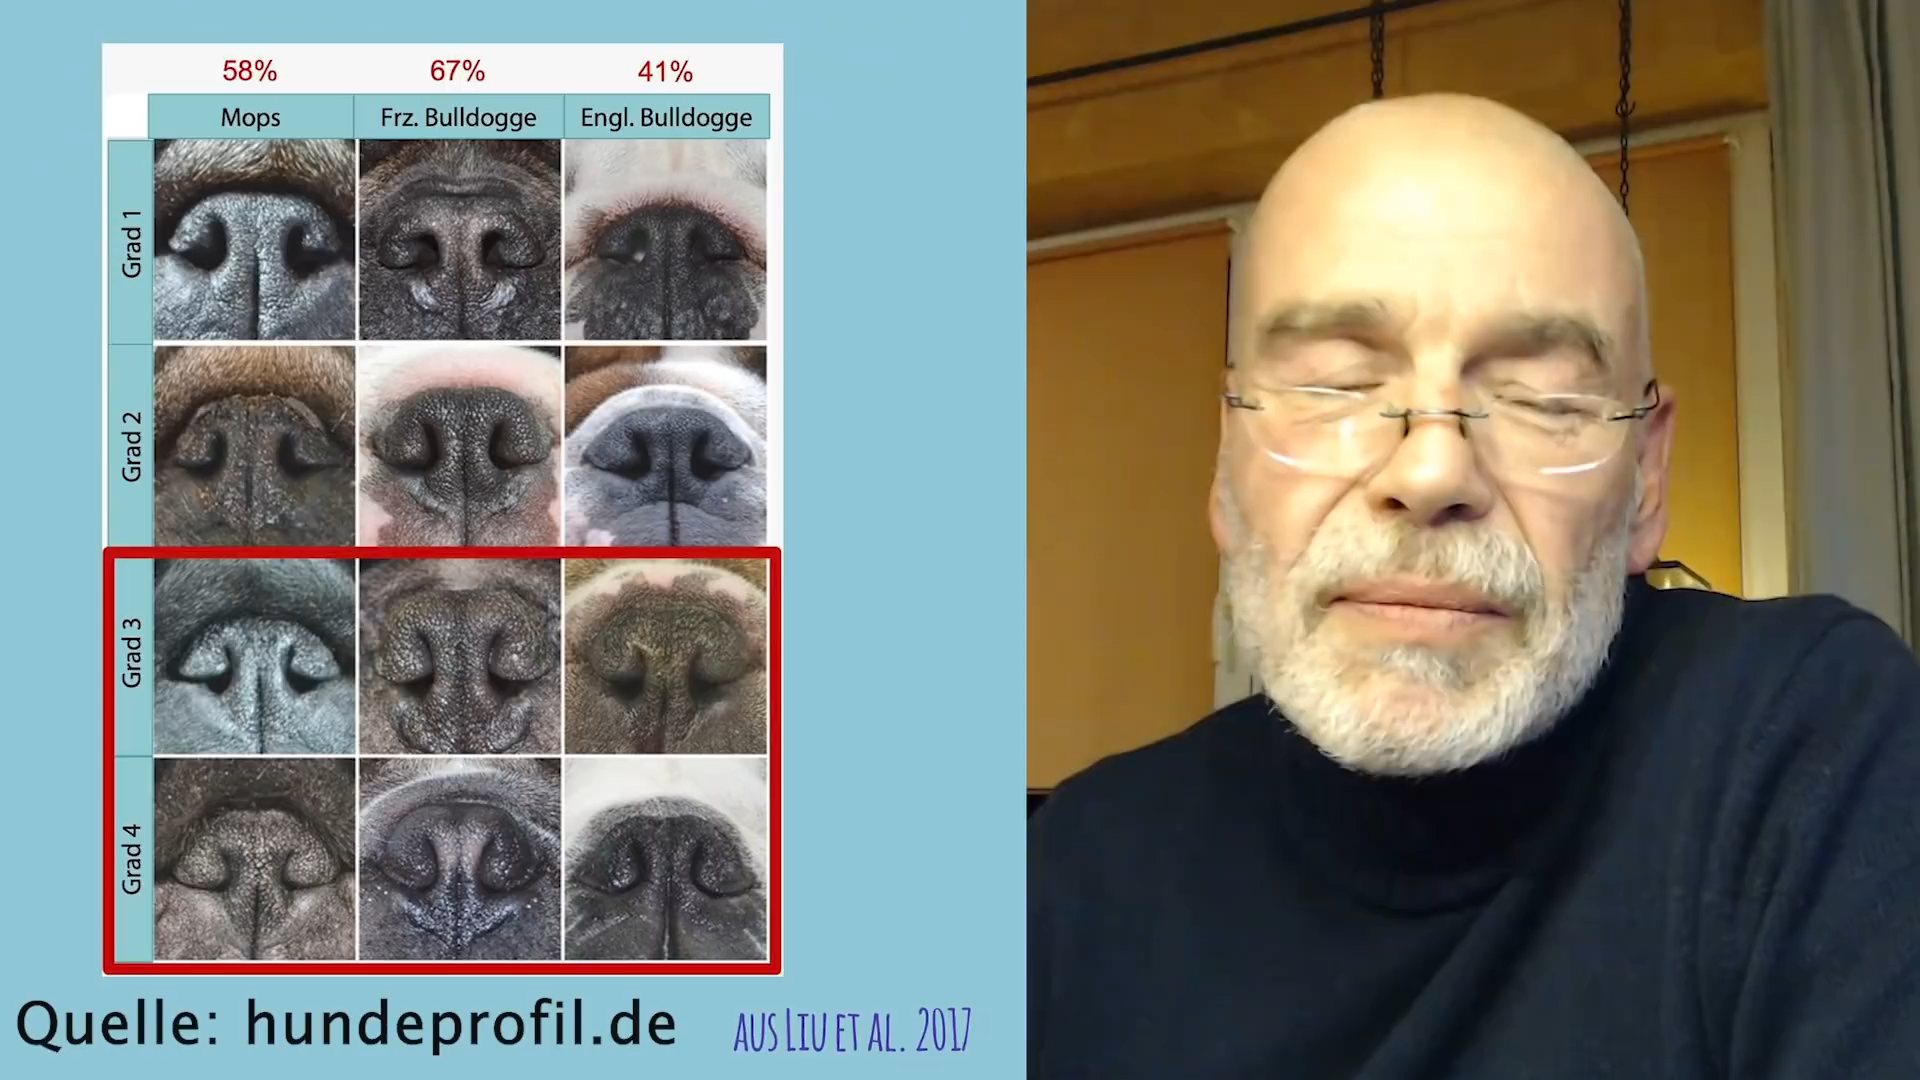 58% 67% 41%
Mops Frz. Bulldogge Engl. Bulldogge
Grad 1
Grad 2
Grad 3
Grad 4
Quelle: hundeprofil.de
AUS LIU ET AL. 2017